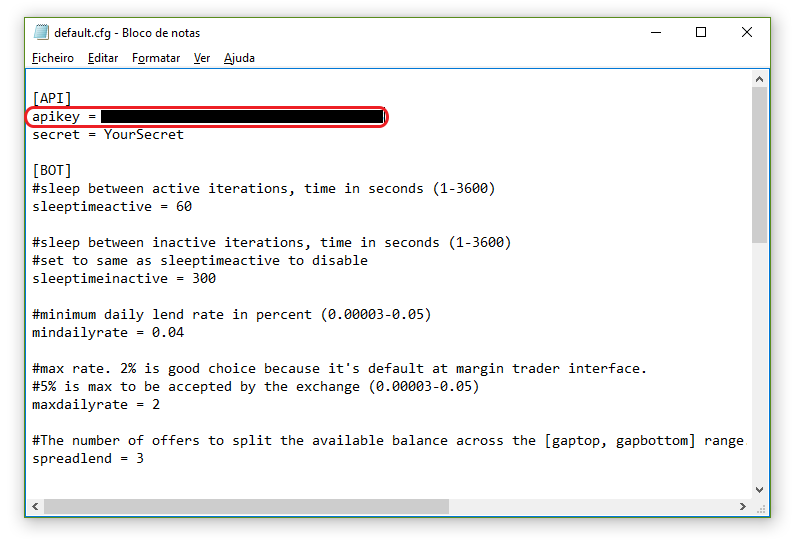 default.cfg - Bloco de notas
Ficheiro Editar Formatar Ver Ajuda
[API]
apikey =
secret = YourSecret
[BOT]
#sleep between active iterations, time in seconds (1-3600)
sleeptimeactive = 60
#sleep between inactive iterations, time in seconds (1-3600)
#set to same as sleeptimeactive to disable
sleeptimeinactive = 300
#minimum daily lend rate in percent (0.00003-0.05)
mindailyrate = 0.04
#max rate. 2% is good choice because it's default at margin trader interface.
#5% is max to be accepted by the exchange (0.00003-0.05)
maxdailyrate = 2
#The number of offers to split the available balance across the [gaptop, gapbottom] range
spreadlend = 3